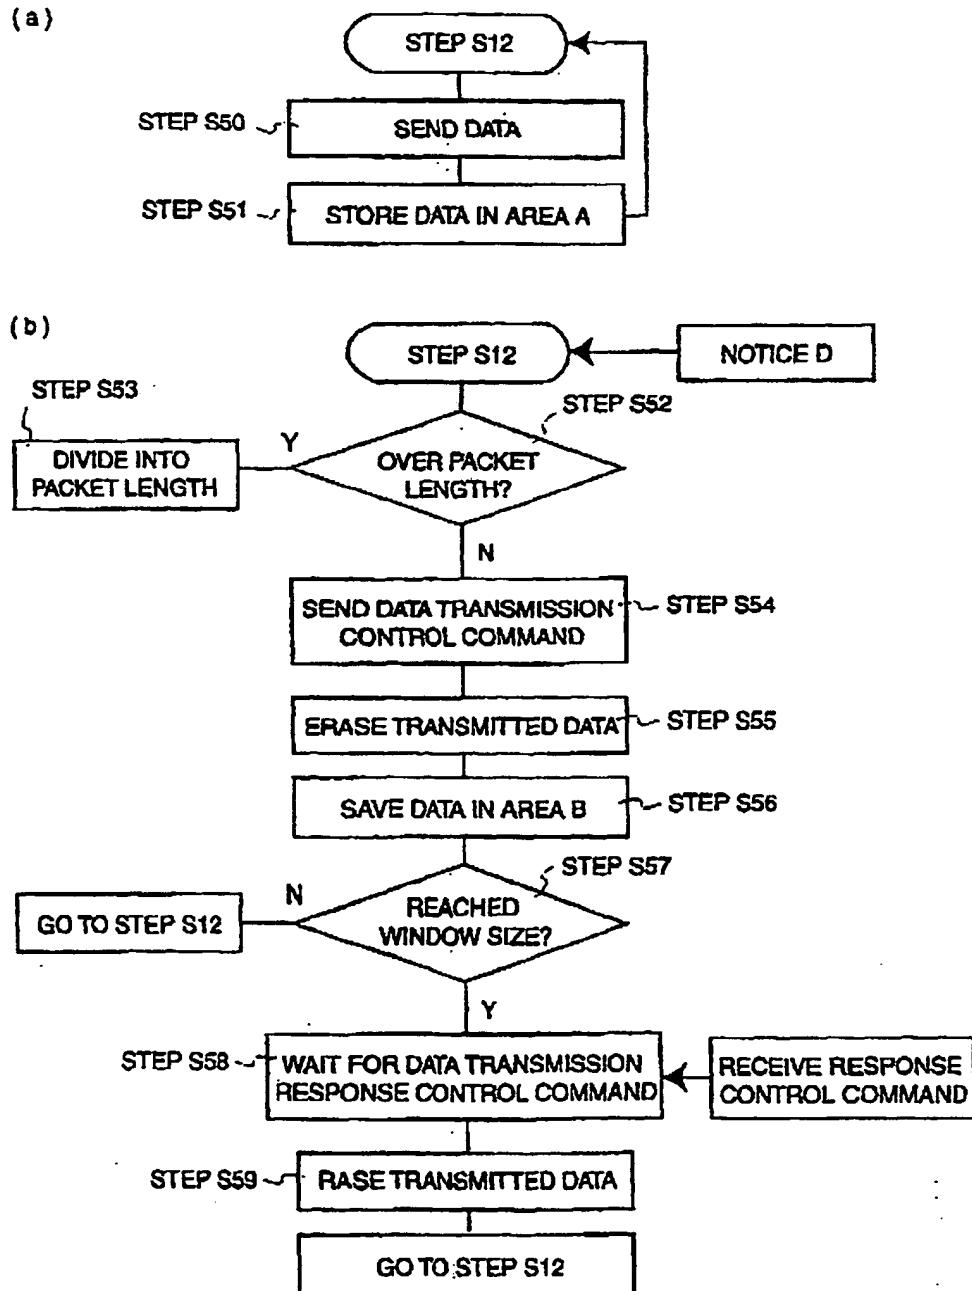 (a)
STEP S12
STEP S50
SEND DATA
STEP S51
STORE DATA IN AREA A
(b)
STEP S12
NOTICE D
STEP S53
STEP S52
DIVIDE INTO
PACKET LENGTH
Y
OVER PACKET
LENGTH?
N
SEND DATA TRANSMISSION
CONTROL COMMAND
STEP S54
ERASE TRANSMITTED DATA
STEP S55
SAVE DATA IN AREA B
STEP S56
STEP S57
GO TO STEP S12
N
REACHED
WINDOW SIZE?
Y
STEP S58
WAIT FOR DATA TRANSMISSION
RESPONSE CONTROL COMMAND
RECEIVE RESPONSE
CONTROL COMMAND
STEP S59
RASE TRANSMITTED DATA
GO TO STEP S12